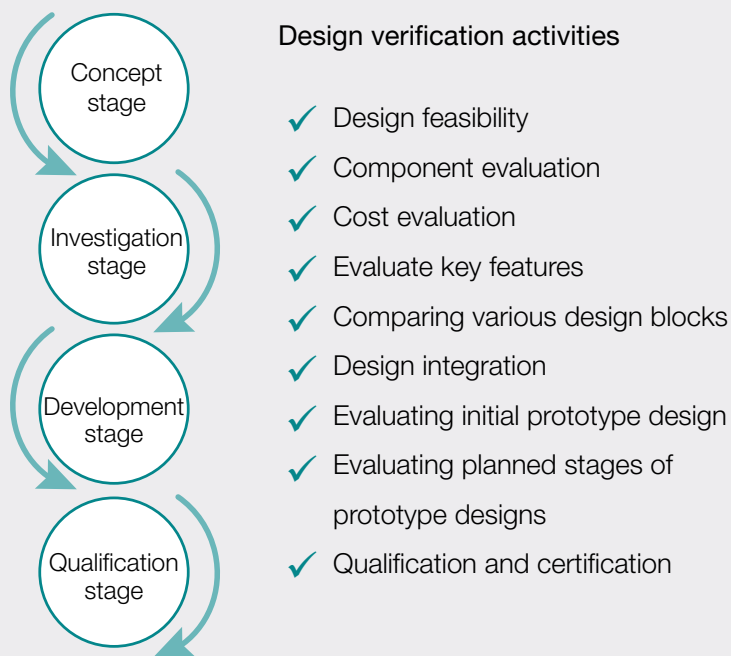 Concept
stage
Investigation
stage
Development
stage
Qualification
stage
Design verification activities
Design feasibility
Component evaluation
Cost evaluation
Evaluate key features
Comparing various design blocks
Design integration
Evaluating initial prototype design
Evaluating planned stages of
prototype designs
Qualification and certification